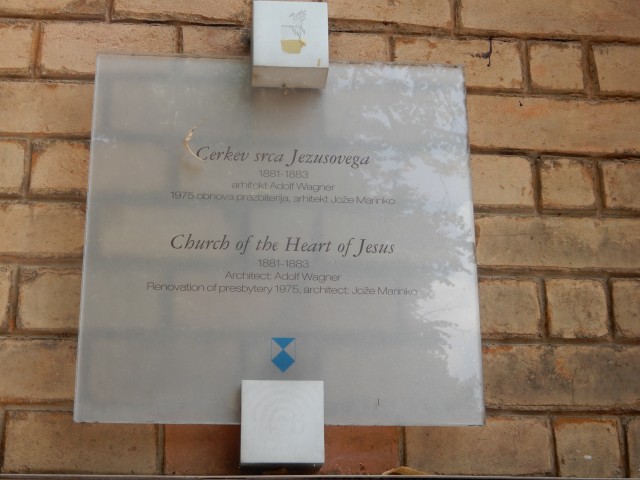 Cerkev srca Jezusovega
1881-1883
arhitekt Adolf Wagner
1975 obnova prezbiterija, arhitekt Jože Marinko
Church of the Heart of Jesus
1881-1883
Architect: Adolf Wagner
Renovation of presbytery 1975, architect: Jože Marinko